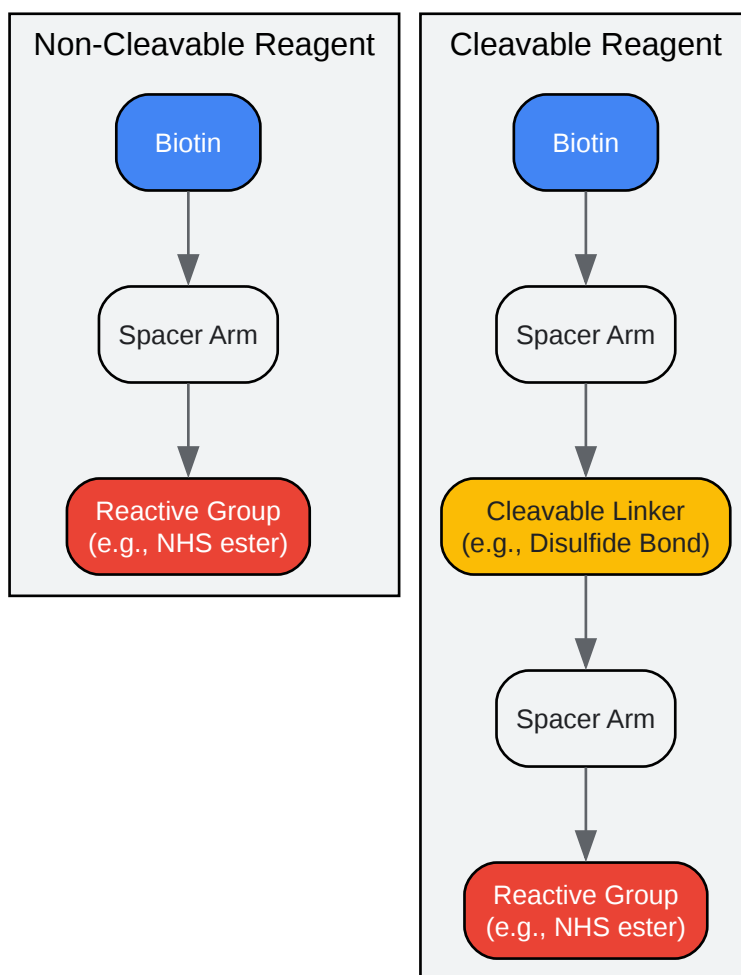 Non-Cleavable Reagent
Biotin
Spacer Arm
Reactive Group
(e.g., NHS ester)
Cleavable Reagent
Biotin
Spacer Arm
Cleavable Linker
(e.g., Disulfide Bond)
Spacer Arm
Reactive Group
(e.g., NHS ester)